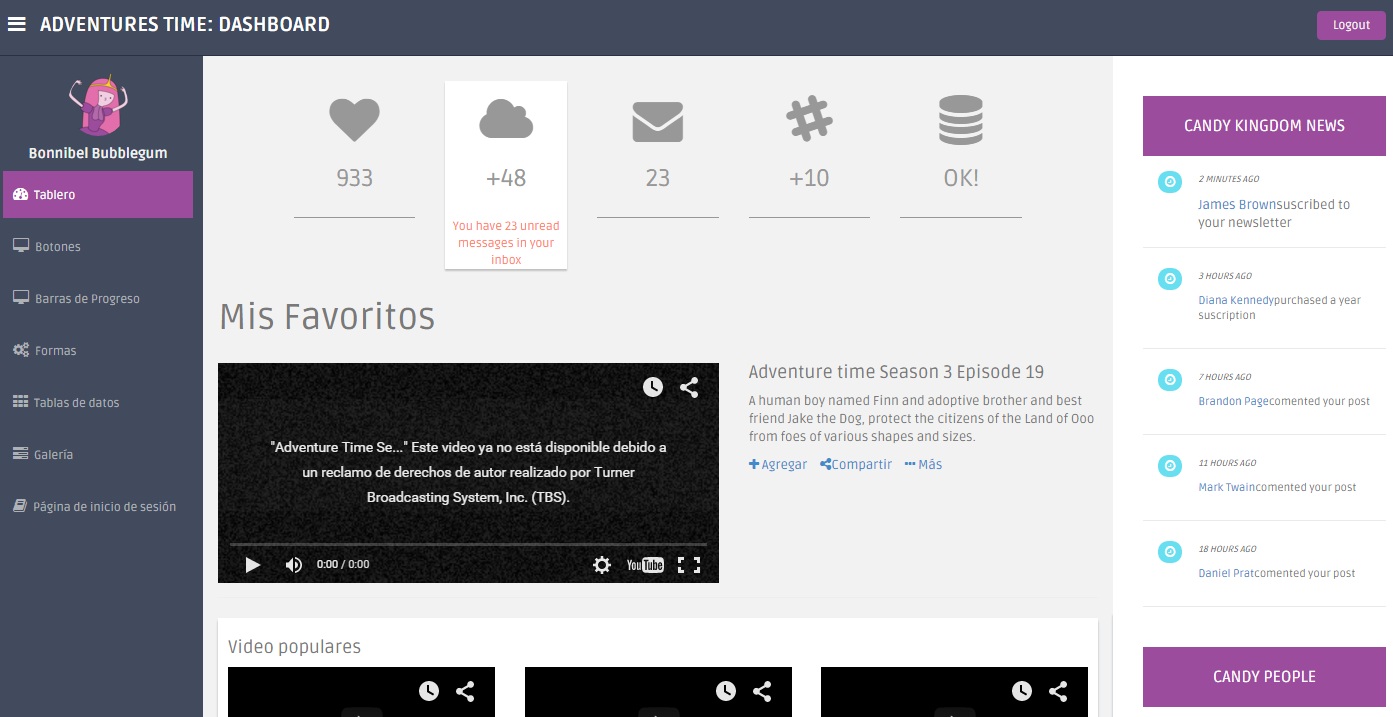 ADVENTURES TIME: DASHBOARD
Logout
Bonnibel Bubblegum
Tablero
Botones
Barras de Progreso
Formas
Tablas de datos
Galería
Página de inicio de sesión
933
+48
23
+10
OK!
You have 23 unread
messages in your
inbox
Mis Favoritos
"Adventure Time Se..." Este video ya no está disponible debido a
un reclamo de derechos de autor realizado por Turner
Broadcasting System, Inc. (TBS).
0:00 / 0:00
YouTube
Adventure time Season 3 Episode 19
A human boy named Finn and adoptive brother and best
friend Jake the Dog, protect the citizens of the Land of Ooo
from foes of various shapes and sizes.
Agregar Compartir Más
Video populares
CANDY KINGDOM NEWS
2 MINUTES AGO
James Brownsuscribed to
your newsletter
3 HOURS AGO
Diana Kennedypurchased a year
suscription
7 HOURS AGO
Brandon Pagecomented your post
11 HOURS AGO
Mark Twaincomented your post
18 HOURS AGO
Daniel Pratcomented your post
CANDY PEOPLE